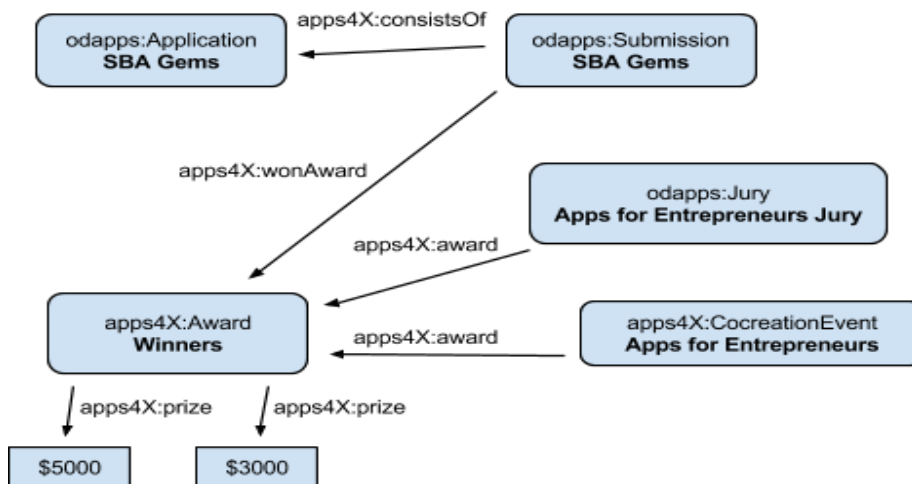 apps4X:consistsOf
odapps:Application
SBA Gems
odapps:Submission
SBA Gems
apps4X:wonAward
odapps:Jury
Apps for Entrepreneurs Jury
apps4X:award
apps4X:Award
Winners
apps4X:award
apps4X:CocreationEvent
Apps for Entrepreneurs
apps4X:prize
apps4X:prize
$5000
$3000